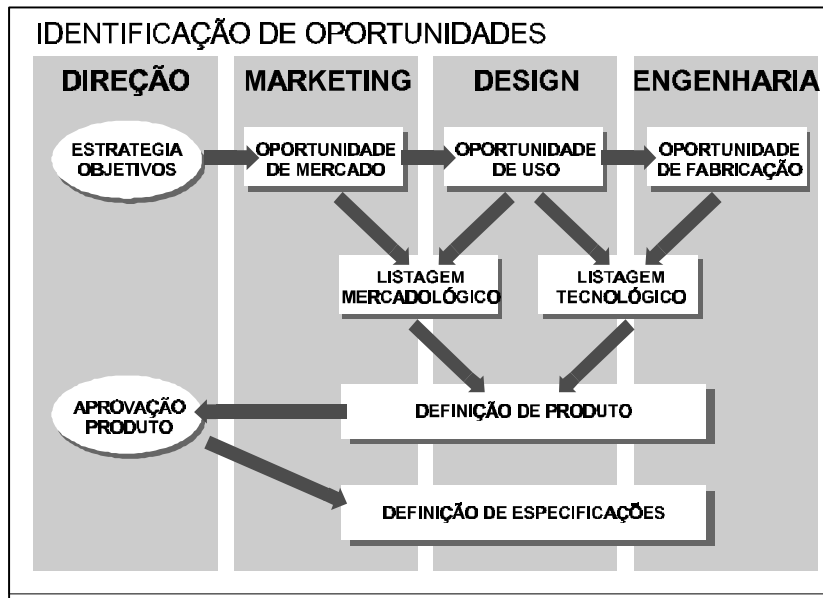 IDENTIFICAÇÃO DE OPORTUNIDADES
DIREÇÃO
MARKETING
DESIGN
ENGENHARIA
ESTRATEGIA
OBJETIVOS
OPORTUNIDADE
DE MERCADO
OPORTUNIDADE
DE USO
OPORTUNIDADE
DE FABRICAÇÃO
LISTAGEM
MERCADOLÓGICO
LISTAGEM
TECNOLÓGICO
APROVAÇÃO
PRODUTO
DEFINIÇÃO DE PRODUTO
DEFINIÇÃO DE ESPECIFICAÇÕES